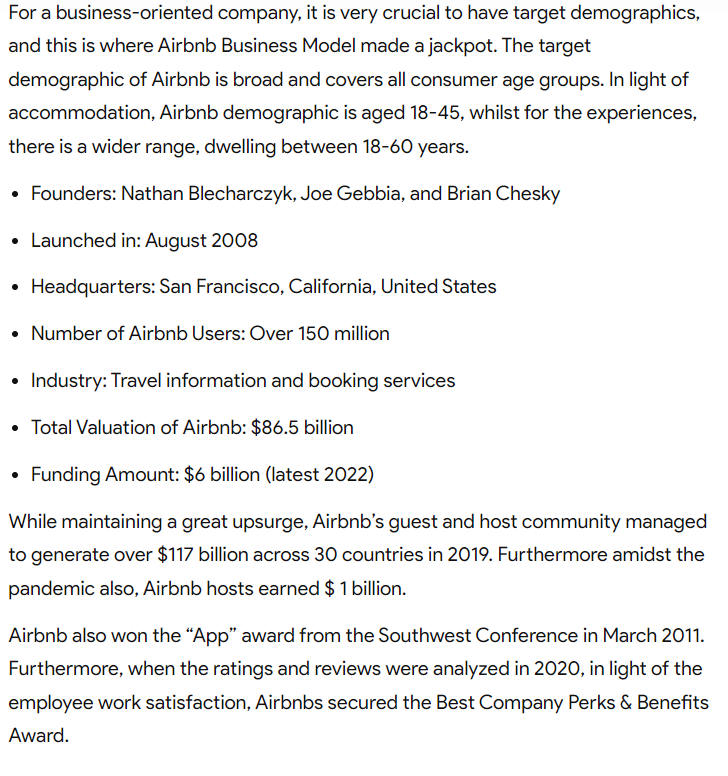 For a business-oriented company, it is very crucial to have target demographics,
and this is where Airbnb Business Model made a jackpot. The target
demographic of Airbnb is broad and covers all consumer age groups. In light of
accommodation, Airbnb demographic is aged 18-45, whilst for the experiences,
there is a wider range, dwelling between 18-60 years.
• Founders: Nathan Blecharczyk, Joe Gebbia, and Brian Chesky
• Launched in: August 2008
• Headquarters: San Francisco, California, United States
• Number of Airbnb Users: Over 150 million
• Industry: Travel information and booking services
• Total Valuation of Airbnb: $86.5 billion
• Funding Amount: $6 billion (latest 2022)
While maintaining a great upsurge, Airbnb's guest and host community managed
to generate over $117 billion across 30 countries in 2019. Furthermore amidst the
pandemic also, Airbnb hosts earned $ 1 billion.
Airbnb also won the “App” award from the Southwest Conference in March 2011.
Furthermore, when the ratings and reviews were analyzed in 2020, in light of the
employee work satisfaction, Airbnbs secured the Best Company Perks & Benefits
Award.